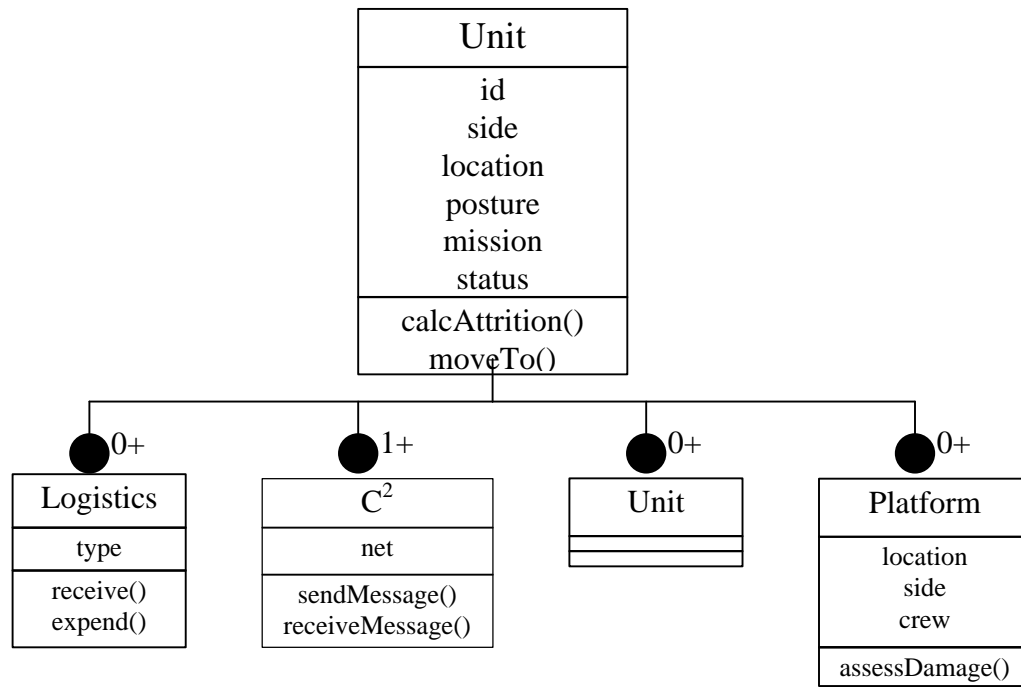 Unit
id
side
location
posture
mission
status
calcAttrition()
moveTo()
0+
1+
0+
0+
Logistics
type
receive()
expend()
C²
net
sendMessage()
receiveMessage()
Unit
Platform
location
side
crew
assessDamage()